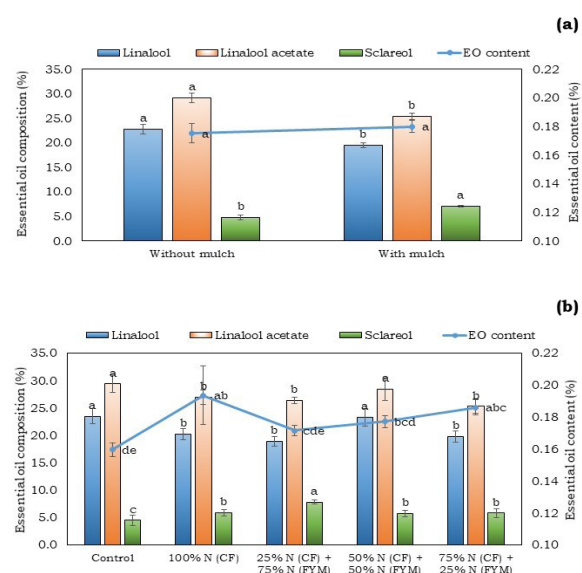 (a)
Linalool Linalool acetate Sclareol EO content
Essential oil composition (%)
35.0 0.22
30.0 0.20
25.0
20.0 0.18
15.0 0.16
10.0 0.14
5.0 0.12
0.0 0.10
Essential oil content (%)
a a b a
b b a a
Without mulch With mulch
(b)
Linalool Linalool acetate Sclareol EO content
Essential oil composition (%)
35.0 0.22
30.0 0.20
25.0 0.18
20.0
15.0 0.16
10.0 0.14
5.0 0.12
0.0 0.10
Essential oil content (%)
a a c de
b b b ab
b b a cde
a a b bcd
b b b abc
Control 100% N (CF) 25% N (CF) + 50% N (CF) + 75% N (CF) +
75% N (FYM) 50% N (FYM) 25% N (FYM)